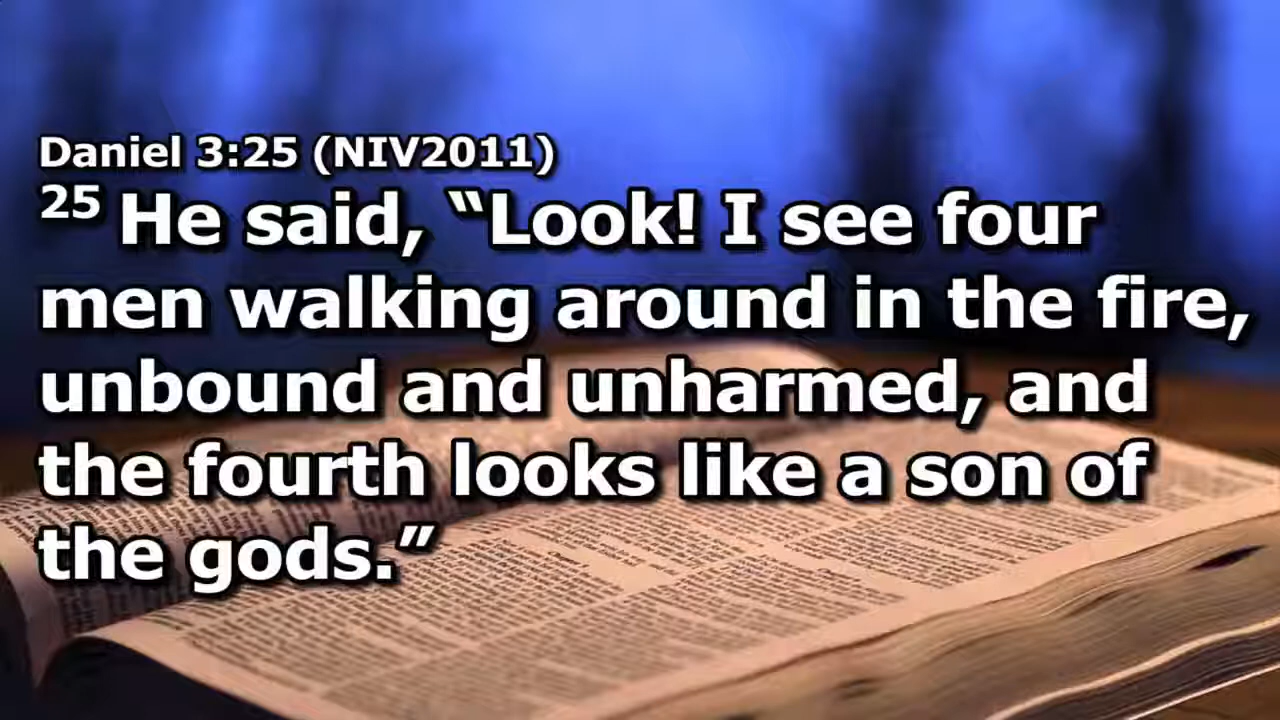 Daniel 3:25 (NIV2011)
25 He said, “Look! I see four
men walking around in the fire,
unbound and unharmed, and
the fourth looks like a son of
the gods.”